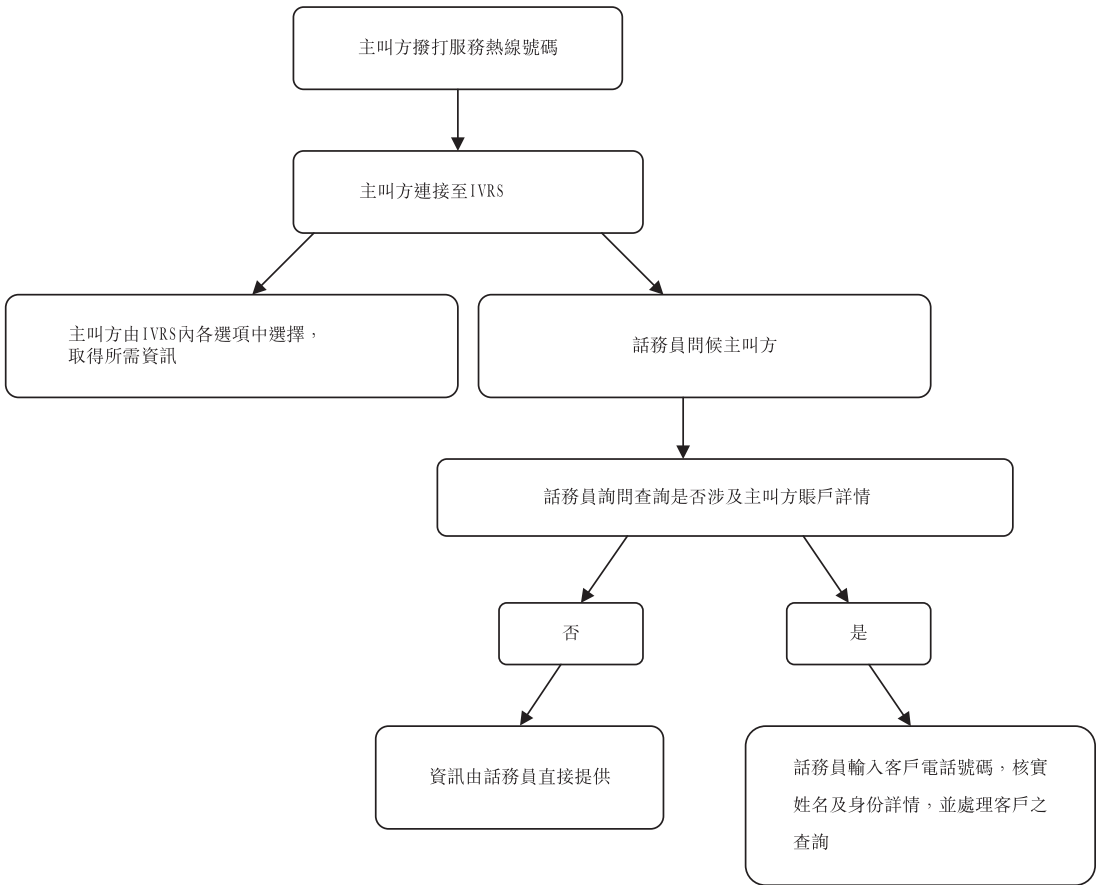 主叫方撥打服務熱線號碼
主叫方連接至IVRS
主叫方由IVRS內各選項中選擇，
取得所需資訊
話務員問候主叫方
話務員詢問查詢是否涉及主叫方賬戶詳情
否
是
資訊由話務員直接提供
話務員輸入客戶電話號碼，核實
姓名及身份詳情，並處理客戶之
查詢